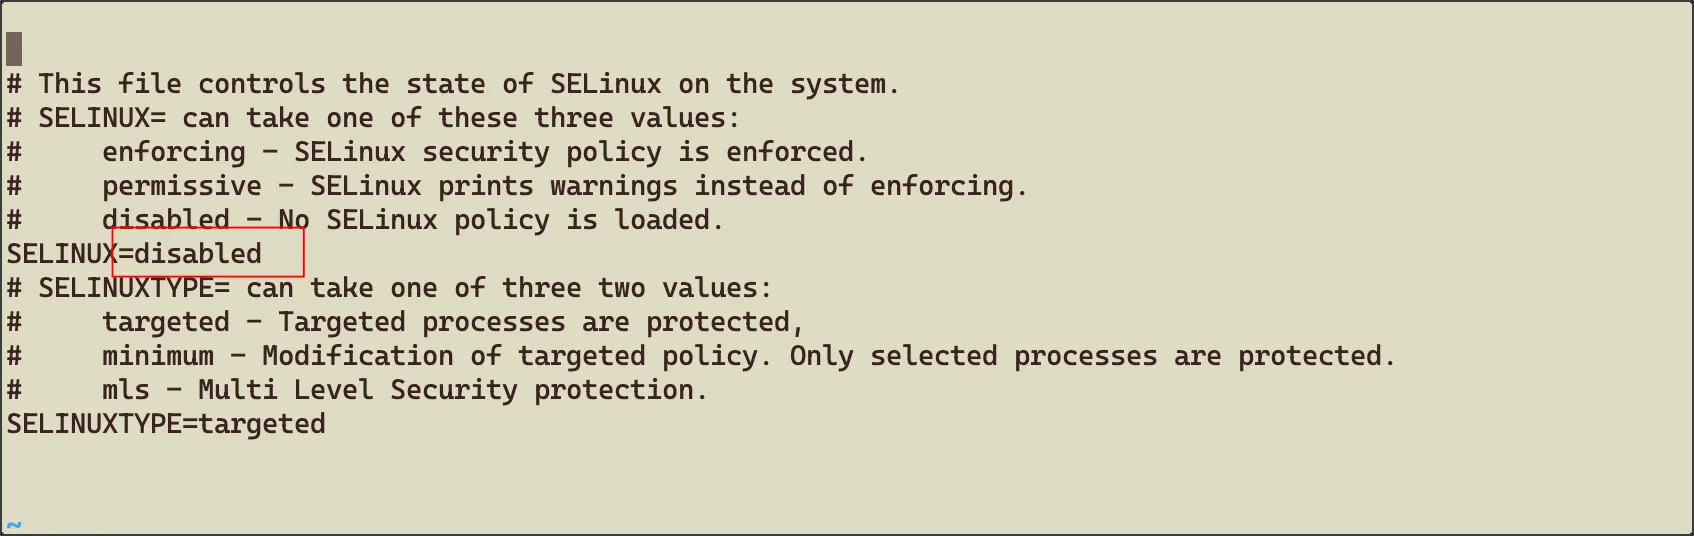 # This file controls the state of SELinux on the system.
# SELINUX= can take one of these three values:
#     enforcing - SELinux security policy is enforced.
#     permissive - SELinux prints warnings instead of enforcing.
#     disabled - No SELinux policy is loaded.
SELINUX=disabled
# SELINUXTYPE= can take one of three two values:
#     targeted - Targeted processes are protected,
#     minimum - Modification of targeted policy. Only selected processes are protected.
#     mls - Multi Level Security protection.
SELINUXTYPE=targeted
~